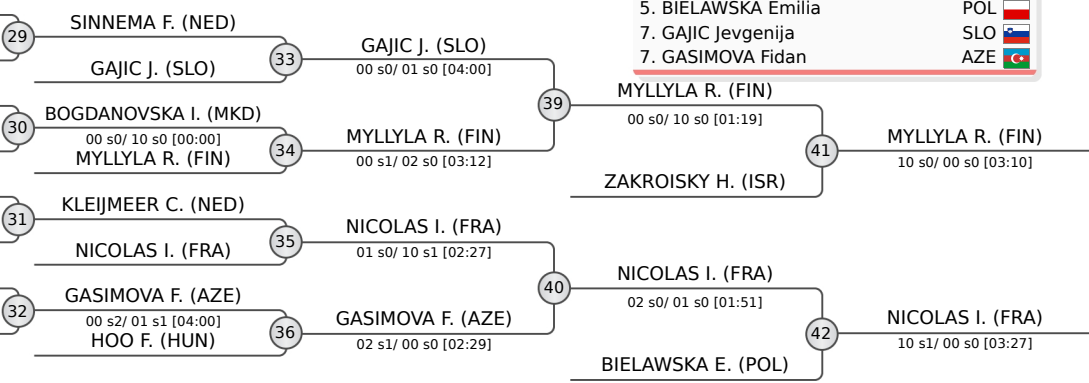 5. BIELAWSKA Emilia POL
7. GAJIC Jevgenija SLO
7. GASIMOVA Fidan AZE
29
SINNEMA F. (NED)
33
GAJIC J. (SLO)
GAJIC J. (SLO)
00 s0/ 01 s0 [04:00]
30
BOGDANOVSKA I. (MKD)
00 s0/ 10 s0 [00:00]
MYLLYLA R. (FIN)
34
MYLLYLA R. (FIN)
00 s1/ 02 s0 [03:12]
39
MYLLYLA R. (FIN)
00 s0/ 10 s0 [01:19]
ZAKROISKY H. (ISR)
41
MYLLYLA R. (FIN)
10 s0/ 00 s0 [03:10]
31
KLEIJMEER C. (NED)
NICOLAS I. (FRA)
35
NICOLAS I. (FRA)
01 s0/ 10 s1 [02:27]
32
GASIMOVA F. (AZE)
00 s2/ 01 s1 [04:00]
HOO F. (HUN)
36
GASIMOVA F. (AZE)
02 s1/ 00 s0 [02:29]
40
NICOLAS I. (FRA)
02 s0/ 01 s0 [01:51]
BIELAWSKA E. (POL)
42
NICOLAS I. (FRA)
10 s1/ 00 s0 [03:27]